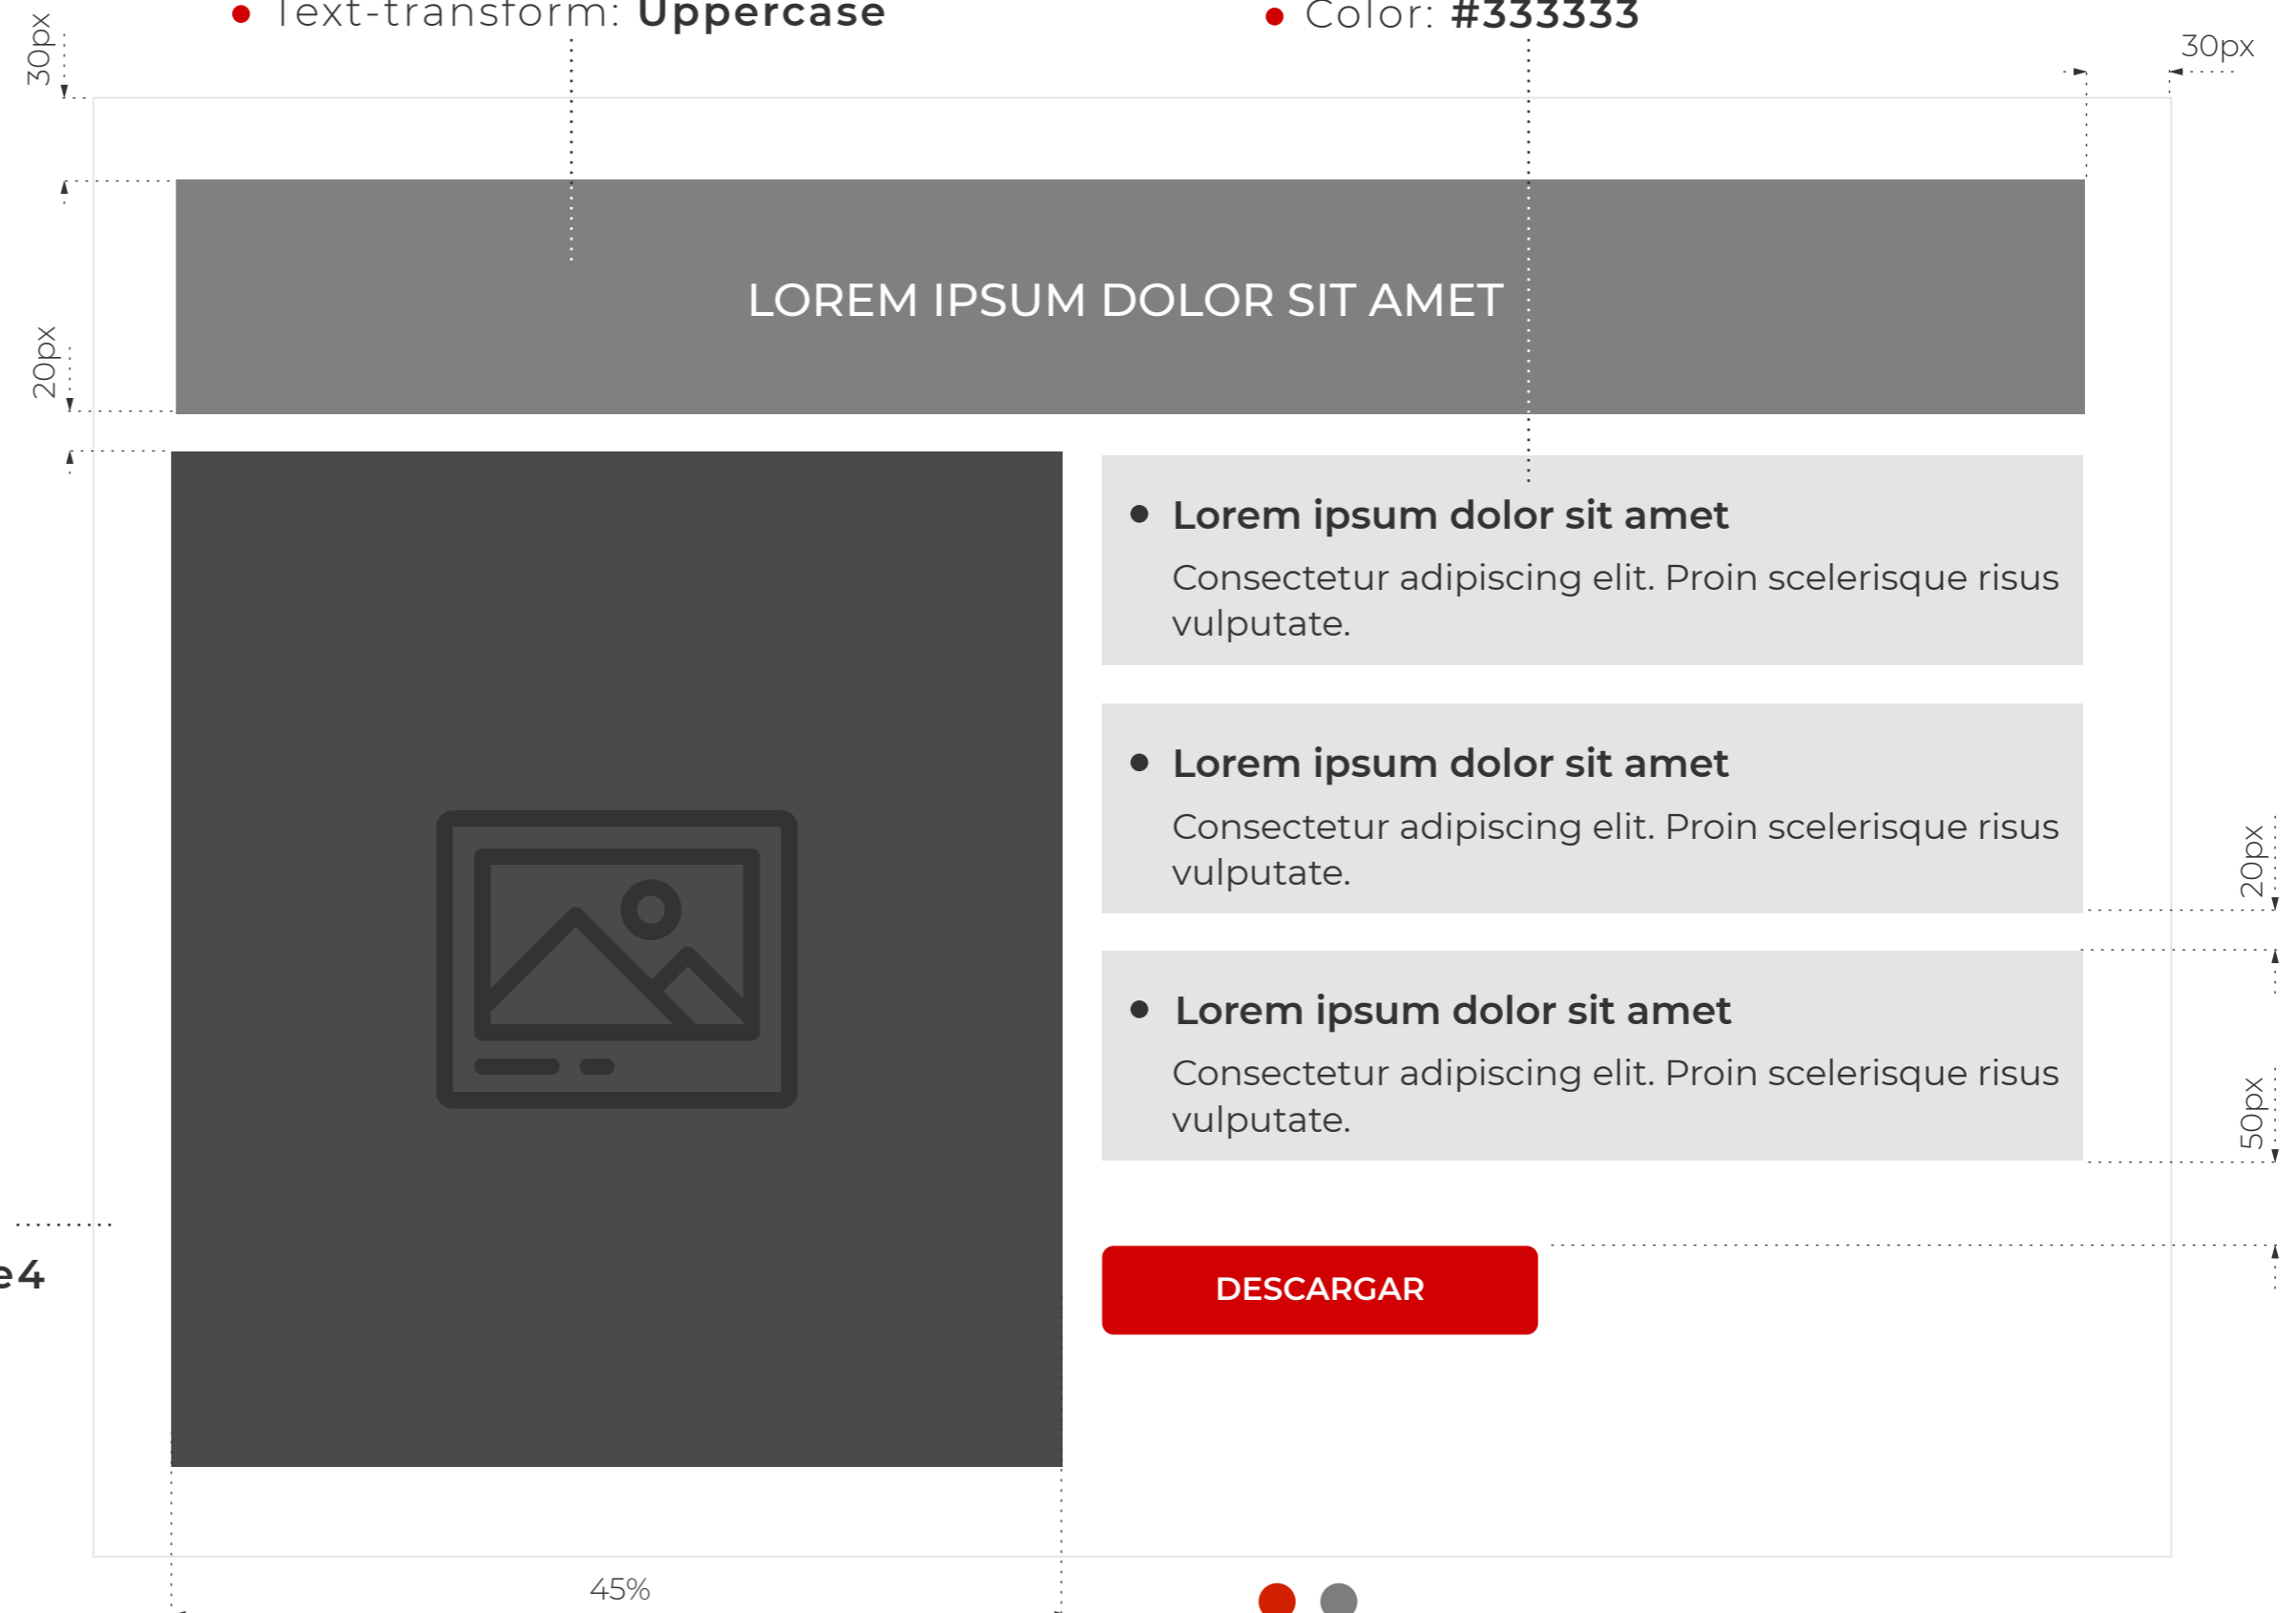 Text-transform: Uppercase
Color: #333333
30px
30px
LOREM IPSUM DOLOR SIT AMET
20px
Lorem ipsum dolor sit amet
Consectetur adipiscing elit. Proin scelerisque risus
vulputate.
Lorem ipsum dolor sit amet
Consectetur adipiscing elit. Proin scelerisque risus
vulputate.
20px
Lorem ipsum dolor sit amet
Consectetur adipiscing elit. Proin scelerisque risus
vulputate.
50px
e4
DESCARGAR
45%